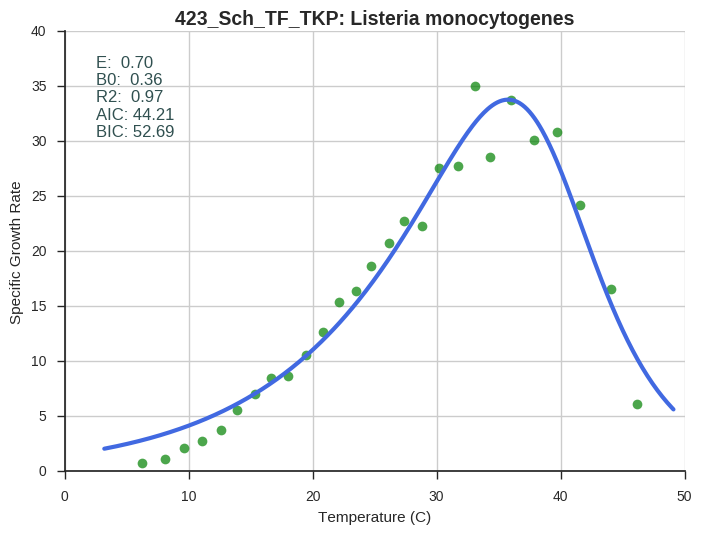 423_Sch_TF_TKP: Listeria monocytogenes
E: 0.70
B0: 0.36
R2: 0.97
AIC: 44.21
BIC: 52.69
Specific Growth Rate
40
35
30
25
20
15
10
5
0
0 10 20 30 40 50
Temperature (C)